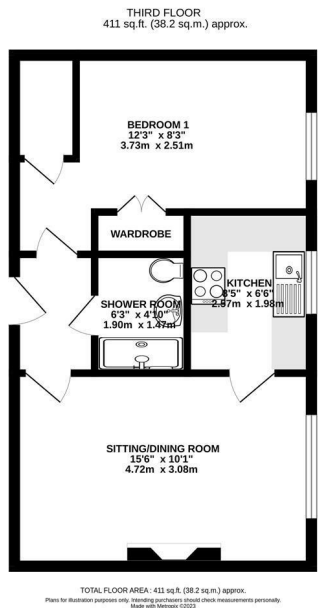 THIRD FLOOR
411 sq.ft. (38.2 sq.m.) approx.
BEDROOM 1
12'3" x 8'3"
3.73m x 2.51m
WARDROBE
SHOWER ROOM
6'3" x 4'10"
1.90m x 1.47m
KITCHEN
8'5" x 6'6"
2.57m x 1.98m
SITTING/DINING ROOM
15'6" x 10'1"
4.72m x 3.08m
TOTAL FLOOR AREA : 411 sq.ft. (38.2 sq.m.) approx.
Plans for illustration purposes only. Intending purchasers should check measurements personally.
Made with Metropix ©2023